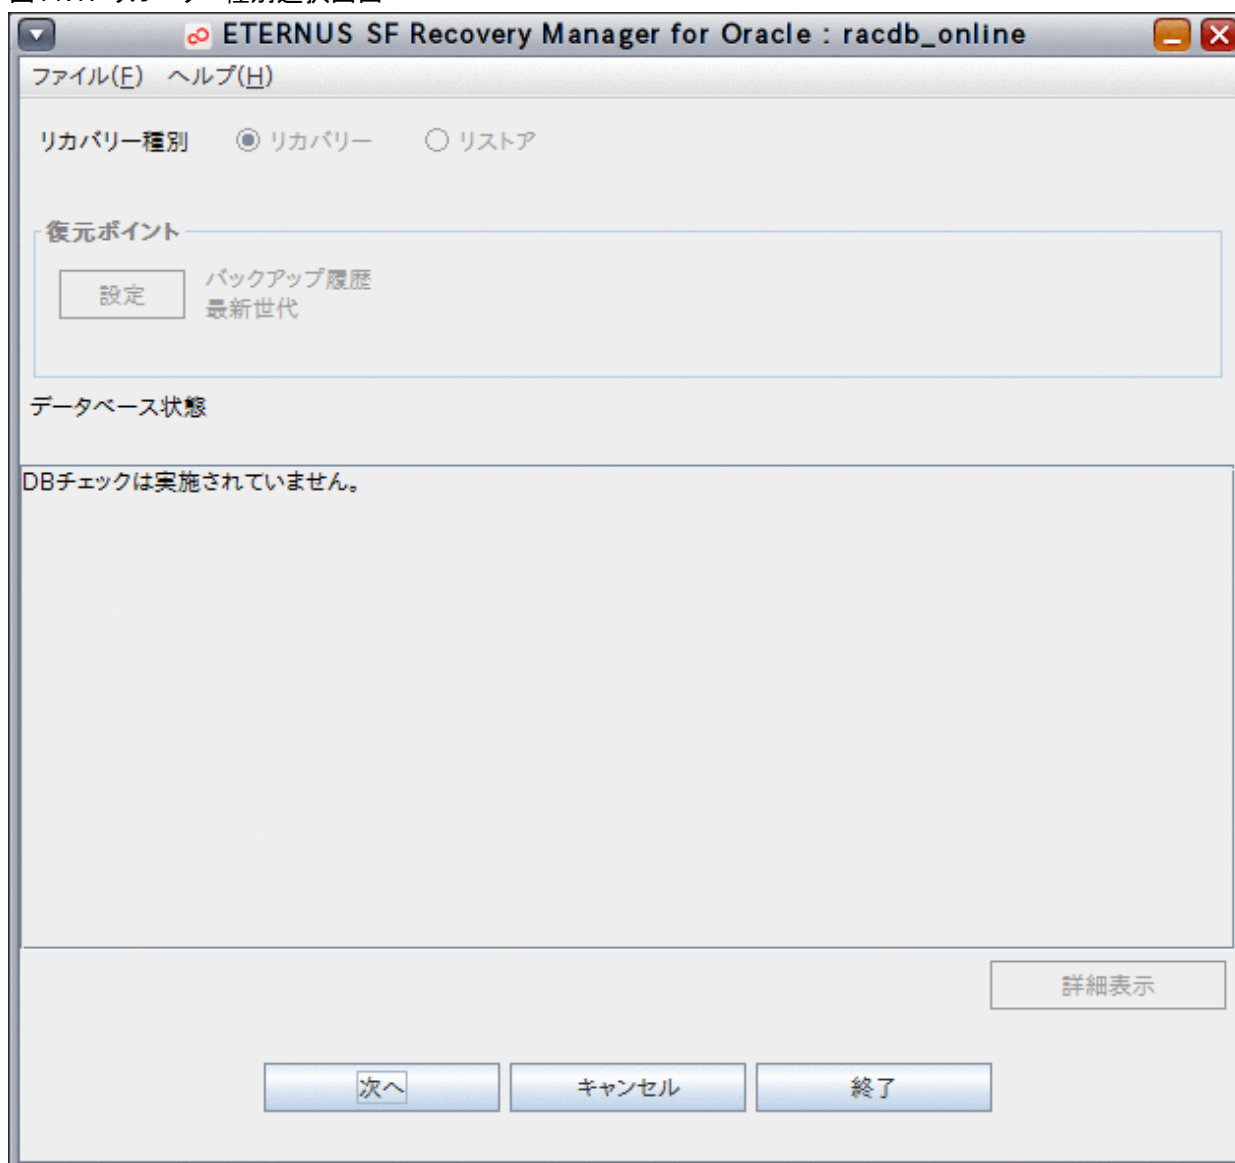 ETERNUS SF Recovery Manager for Oracle : racdb_online
ファイル(F) ヘルプ(H)
リカバリー種別 リカバリー リストア
復元ポイント
設定 バックアップ履歴
最新世代
データベース状態
DBチェックは実施されていません。
詳細表示
次へ キャンセル 終了